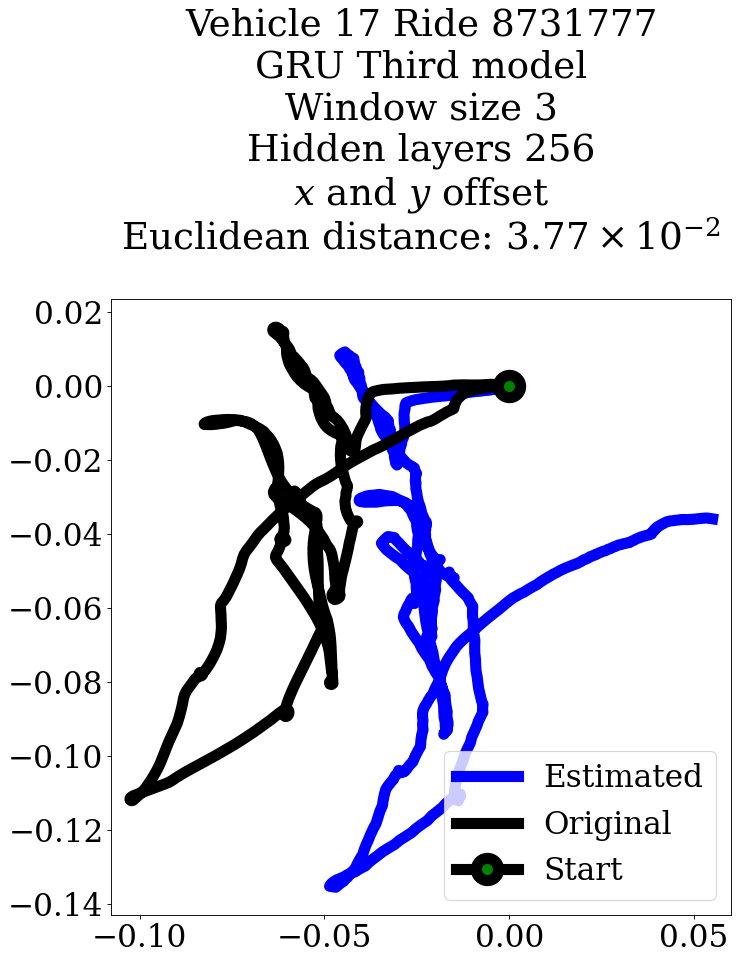 Vehicle 17 Ride 8731777
GRU Third model
Window size 3
Hidden layers 256
x and y offset
Euclidean distance: 3.77 × 10⁻²
0.02
0.00
−0.02
−0.04
−0.06
−0.08
−0.10
−0.12
−0.14
Estimated
Original
Start
−0.10
−0.05
0.00
0.05